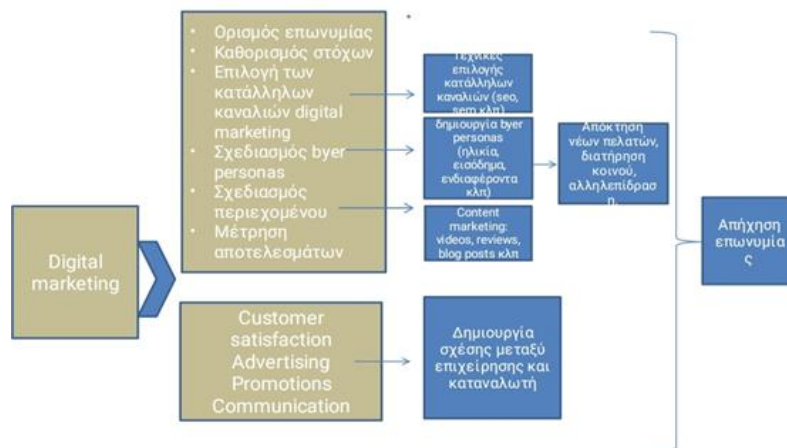 Digital
marketing
• Ορισμός επωνυμίας
• Καθορισμός στόχων
• Επιλογή των
κατάλληλων
καναλιών digital
marketing
• Σχεδιασμός byer
personas
• Σχεδιασμός
περιεχομένου
• Μέτρηση
αποτελεσμάτων
Customer
satisfaction
Advertising
Promotions
Communication
Τεχνικές
επιλογής
κατάλληλων
καναλιών (seo,
sem κλπ)
δημιουργία byer
personas
(ηλικία,
εισόδημα,
ενδιαφέροντα
κλπ)
Content
marketing:
videos, reviews,
blog posts κλπ
Δημιουργία
σχέσης μεταξύ
επιχείρησης και
καταναλωτή
Απόκτηση
νέων πελατών,
διατήρηση
κοινού,
αλληλεπίδρασ
η.
Απήχηση
επωνυμία
ς